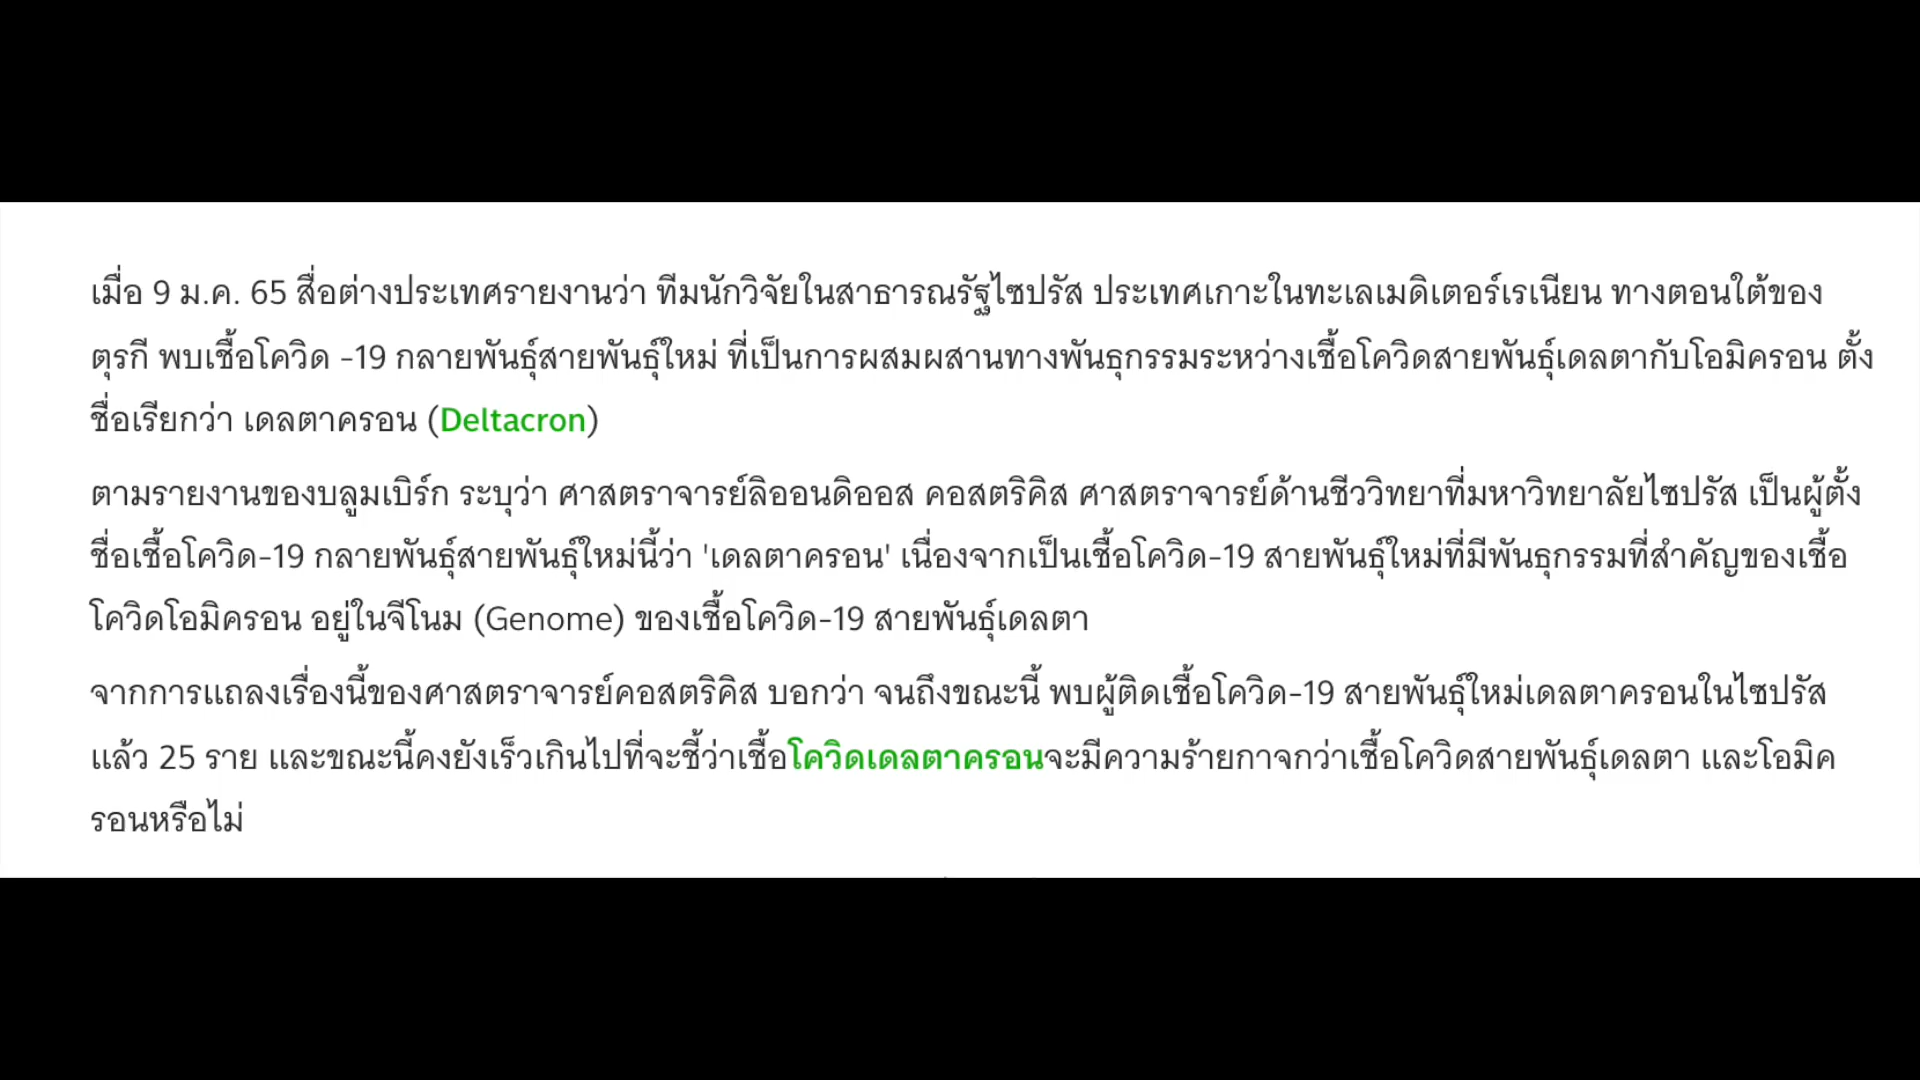 เมื่อ 9 ม.ค. 65 สื่อต่างประเทศรายงานว่า ทีมนักวิจัยในสาธารณรัฐไซปรัส ประเทศเกาะในทะเลเมดิเตอร์เรเนียน ทางตอนใต้ของ
ตุรกี พบเชื้อโควิด -19 กลายพันธุ์สายพันธุ์ใหม่ ที่เป็นการผสมผสานทางพันธุกรรมระหว่างเชื้อโควิดสายพันธุ์เดลตากับโอมิครอน ตั้ง
ชื่อเรียกว่า เดลตาครอน (Deltacron)
ตามรายงานของบลูมเบิร์ก ระบุว่า ศาสตราจารย์ลิออนดิออส คอสตริคิส ศาสตราจารย์ด้านชีววิทยาที่มหาวิทยาลัยไซปรัส เป็นผู้ตั้ง
ชื่อเชื้อโควิด-19 กลายพันธุ์สายพันธุ์ใหม่นี้ว่า 'เดลตาครอน' เนื่องจากเป็นเชื้อโควิด-19 สายพันธุ์ใหม่ที่มีพันธุกรรมที่สำคัญของเชื้อ
โควิดโอมิครอน อยู่ในจีโนม (Genome) ของเชื้อโควิด-19 สายพันธุ์เดลตา
จากการแถลงเรื่องนี้ของศาสตราจารย์คอสตริคิส บอกว่า จนถึงขณะนี้ พบผู้ติดเชื้อโควิด-19 สายพันธุ์ใหม่เดลตาครอนในไซปรัส
แล้ว 25 ราย และขณะนี้คงยังเร็วเกินไปที่จะชี้ว่าเชื้อโควิดเดลตาครอนจะมีความร้ายกาจกว่าเชื้อโควิดสายพันธุ์เดลตา และโอมิค
รอนหรือไม่